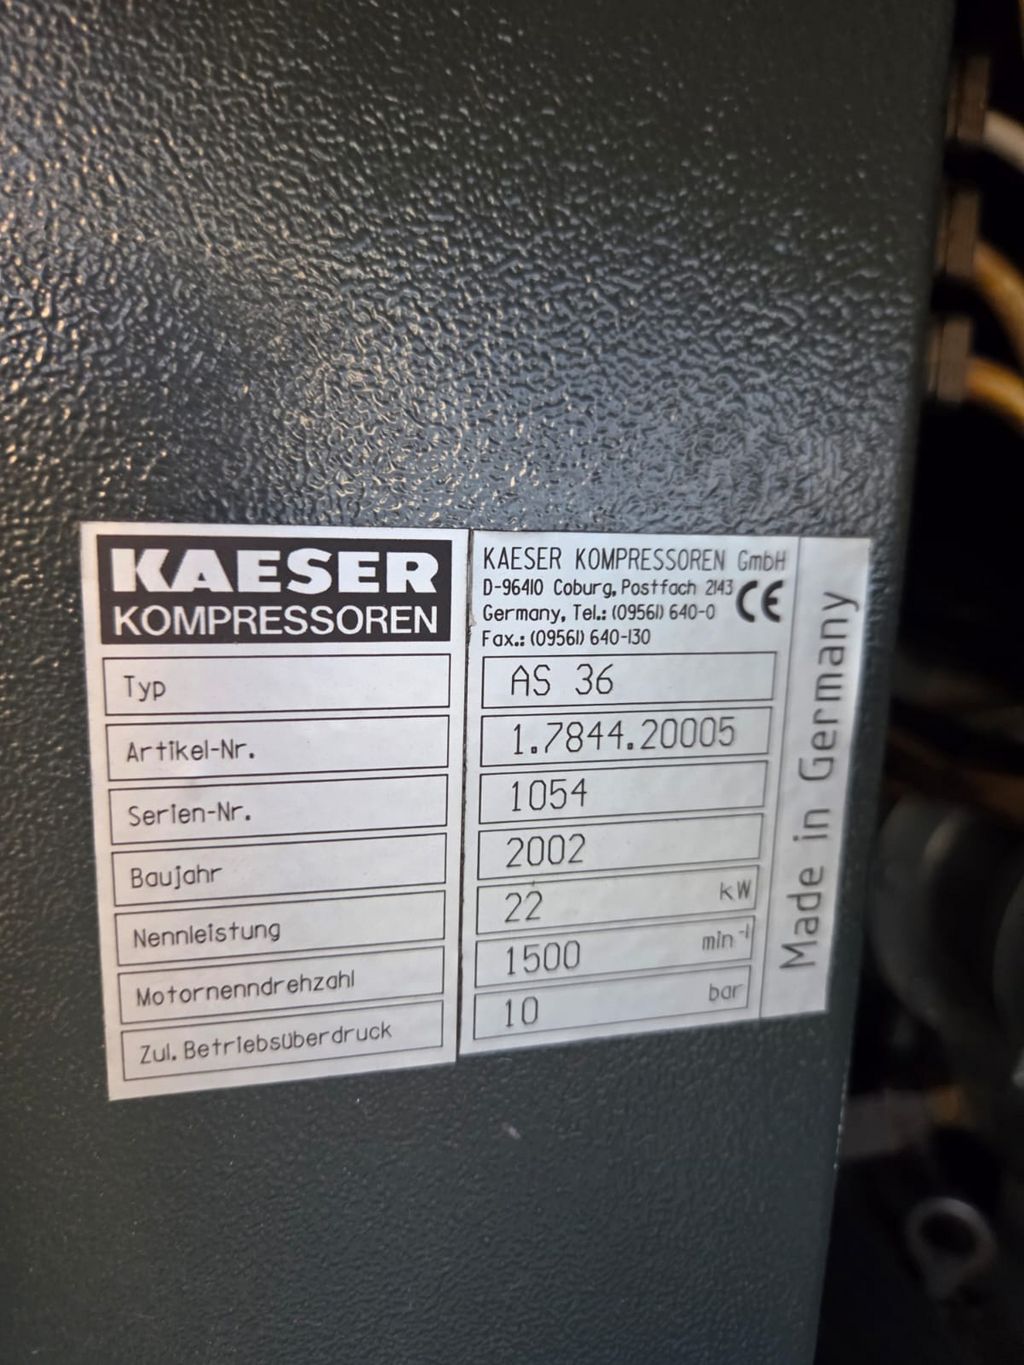 KAESER
KOMPRESSOREN
KAESER KOMPRESSOREN GmbH
D-96410 Coburg, Postfach 2143
Germany, Tel.: (09561) 640-0
Fax.: (09561) 640-130
CE
Typ AS 36
Artikel-Nr. 1.7844.20005
Serien-Nr. 1054
Baujahr 2002
Nennleistung 22 kW
Motornenndrehzahl 1500 min-1
Zul. Betriebsüberdruck 10 bar
Made in Germany